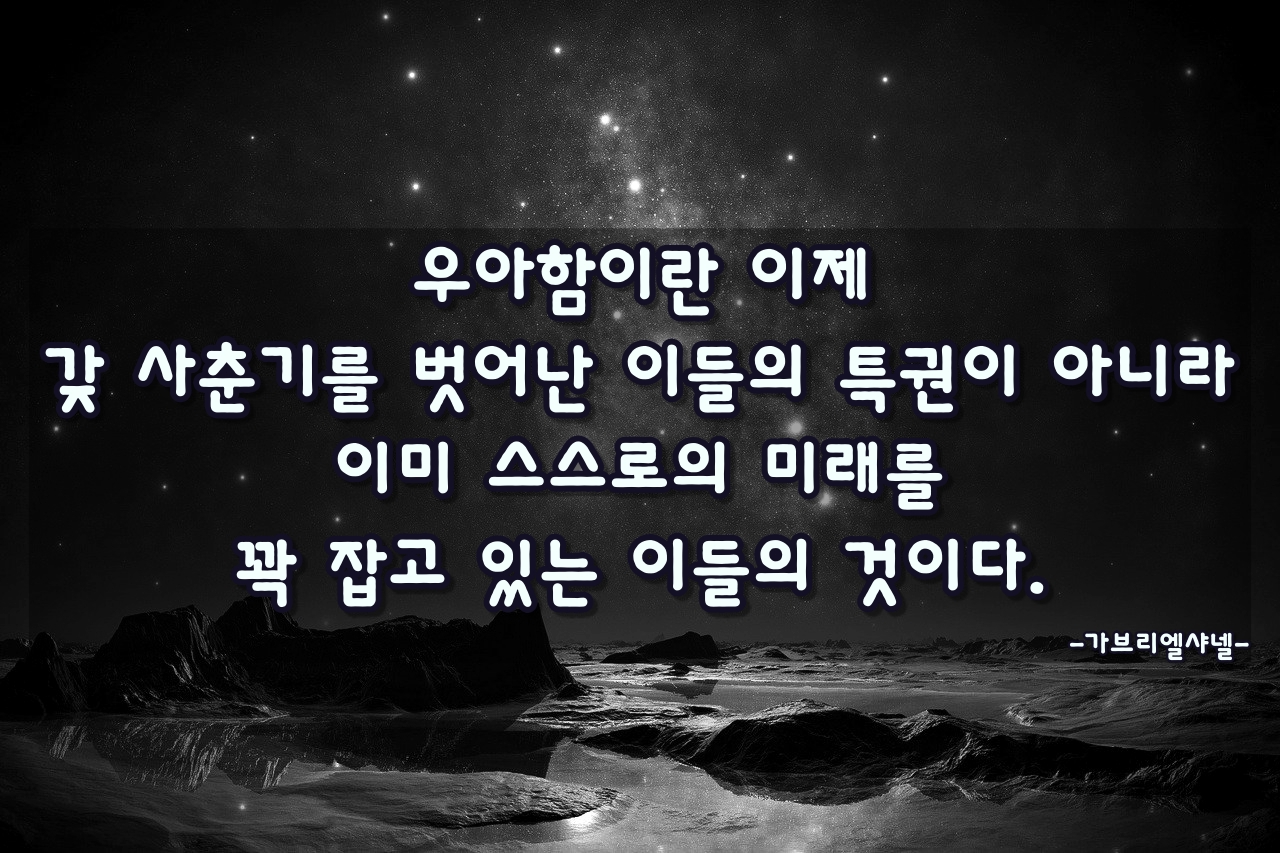 우아함이란 이제
갖 사춘기를 벗어난 이들의 특권이 아니라
이미 스스로의 미래를
꽉 잡고 있는 이들의 것이다.
-가브리엘샤넬-